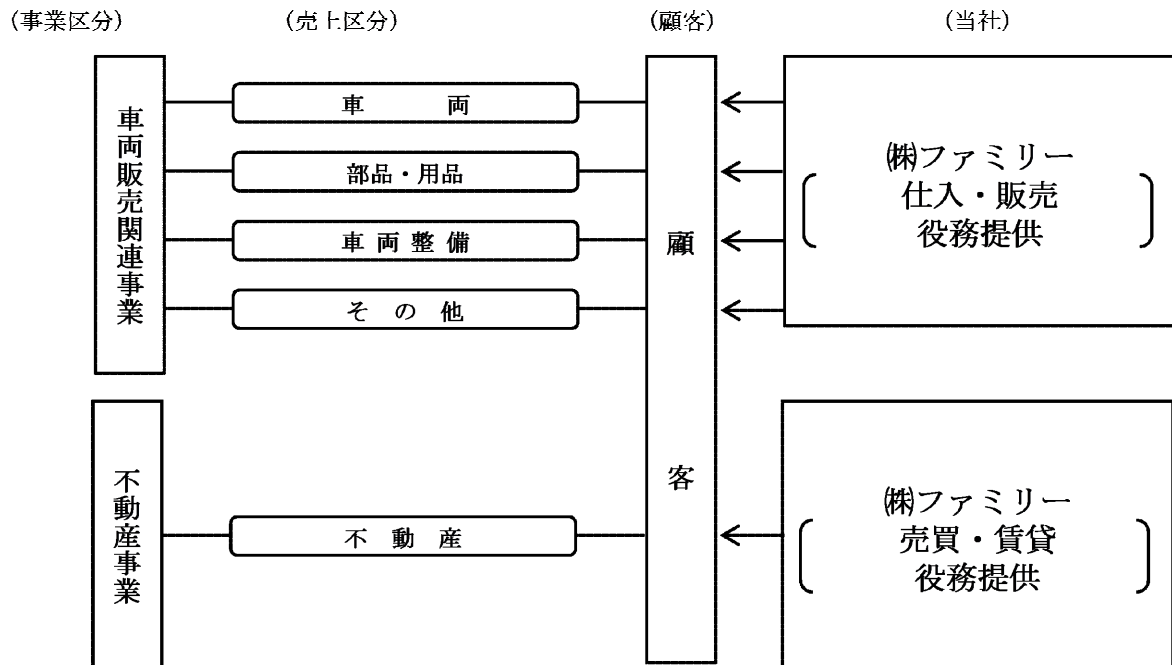 (事業区分) (売上区分) (顧客) (当社)
車両販売関連事業
車両
部品・用品
車両整備
その他
顧客
㈱ファミリー
仕入・販売
役務提供
不動産事業
不動産
㈱ファミリー
売買・賃貸
役務提供